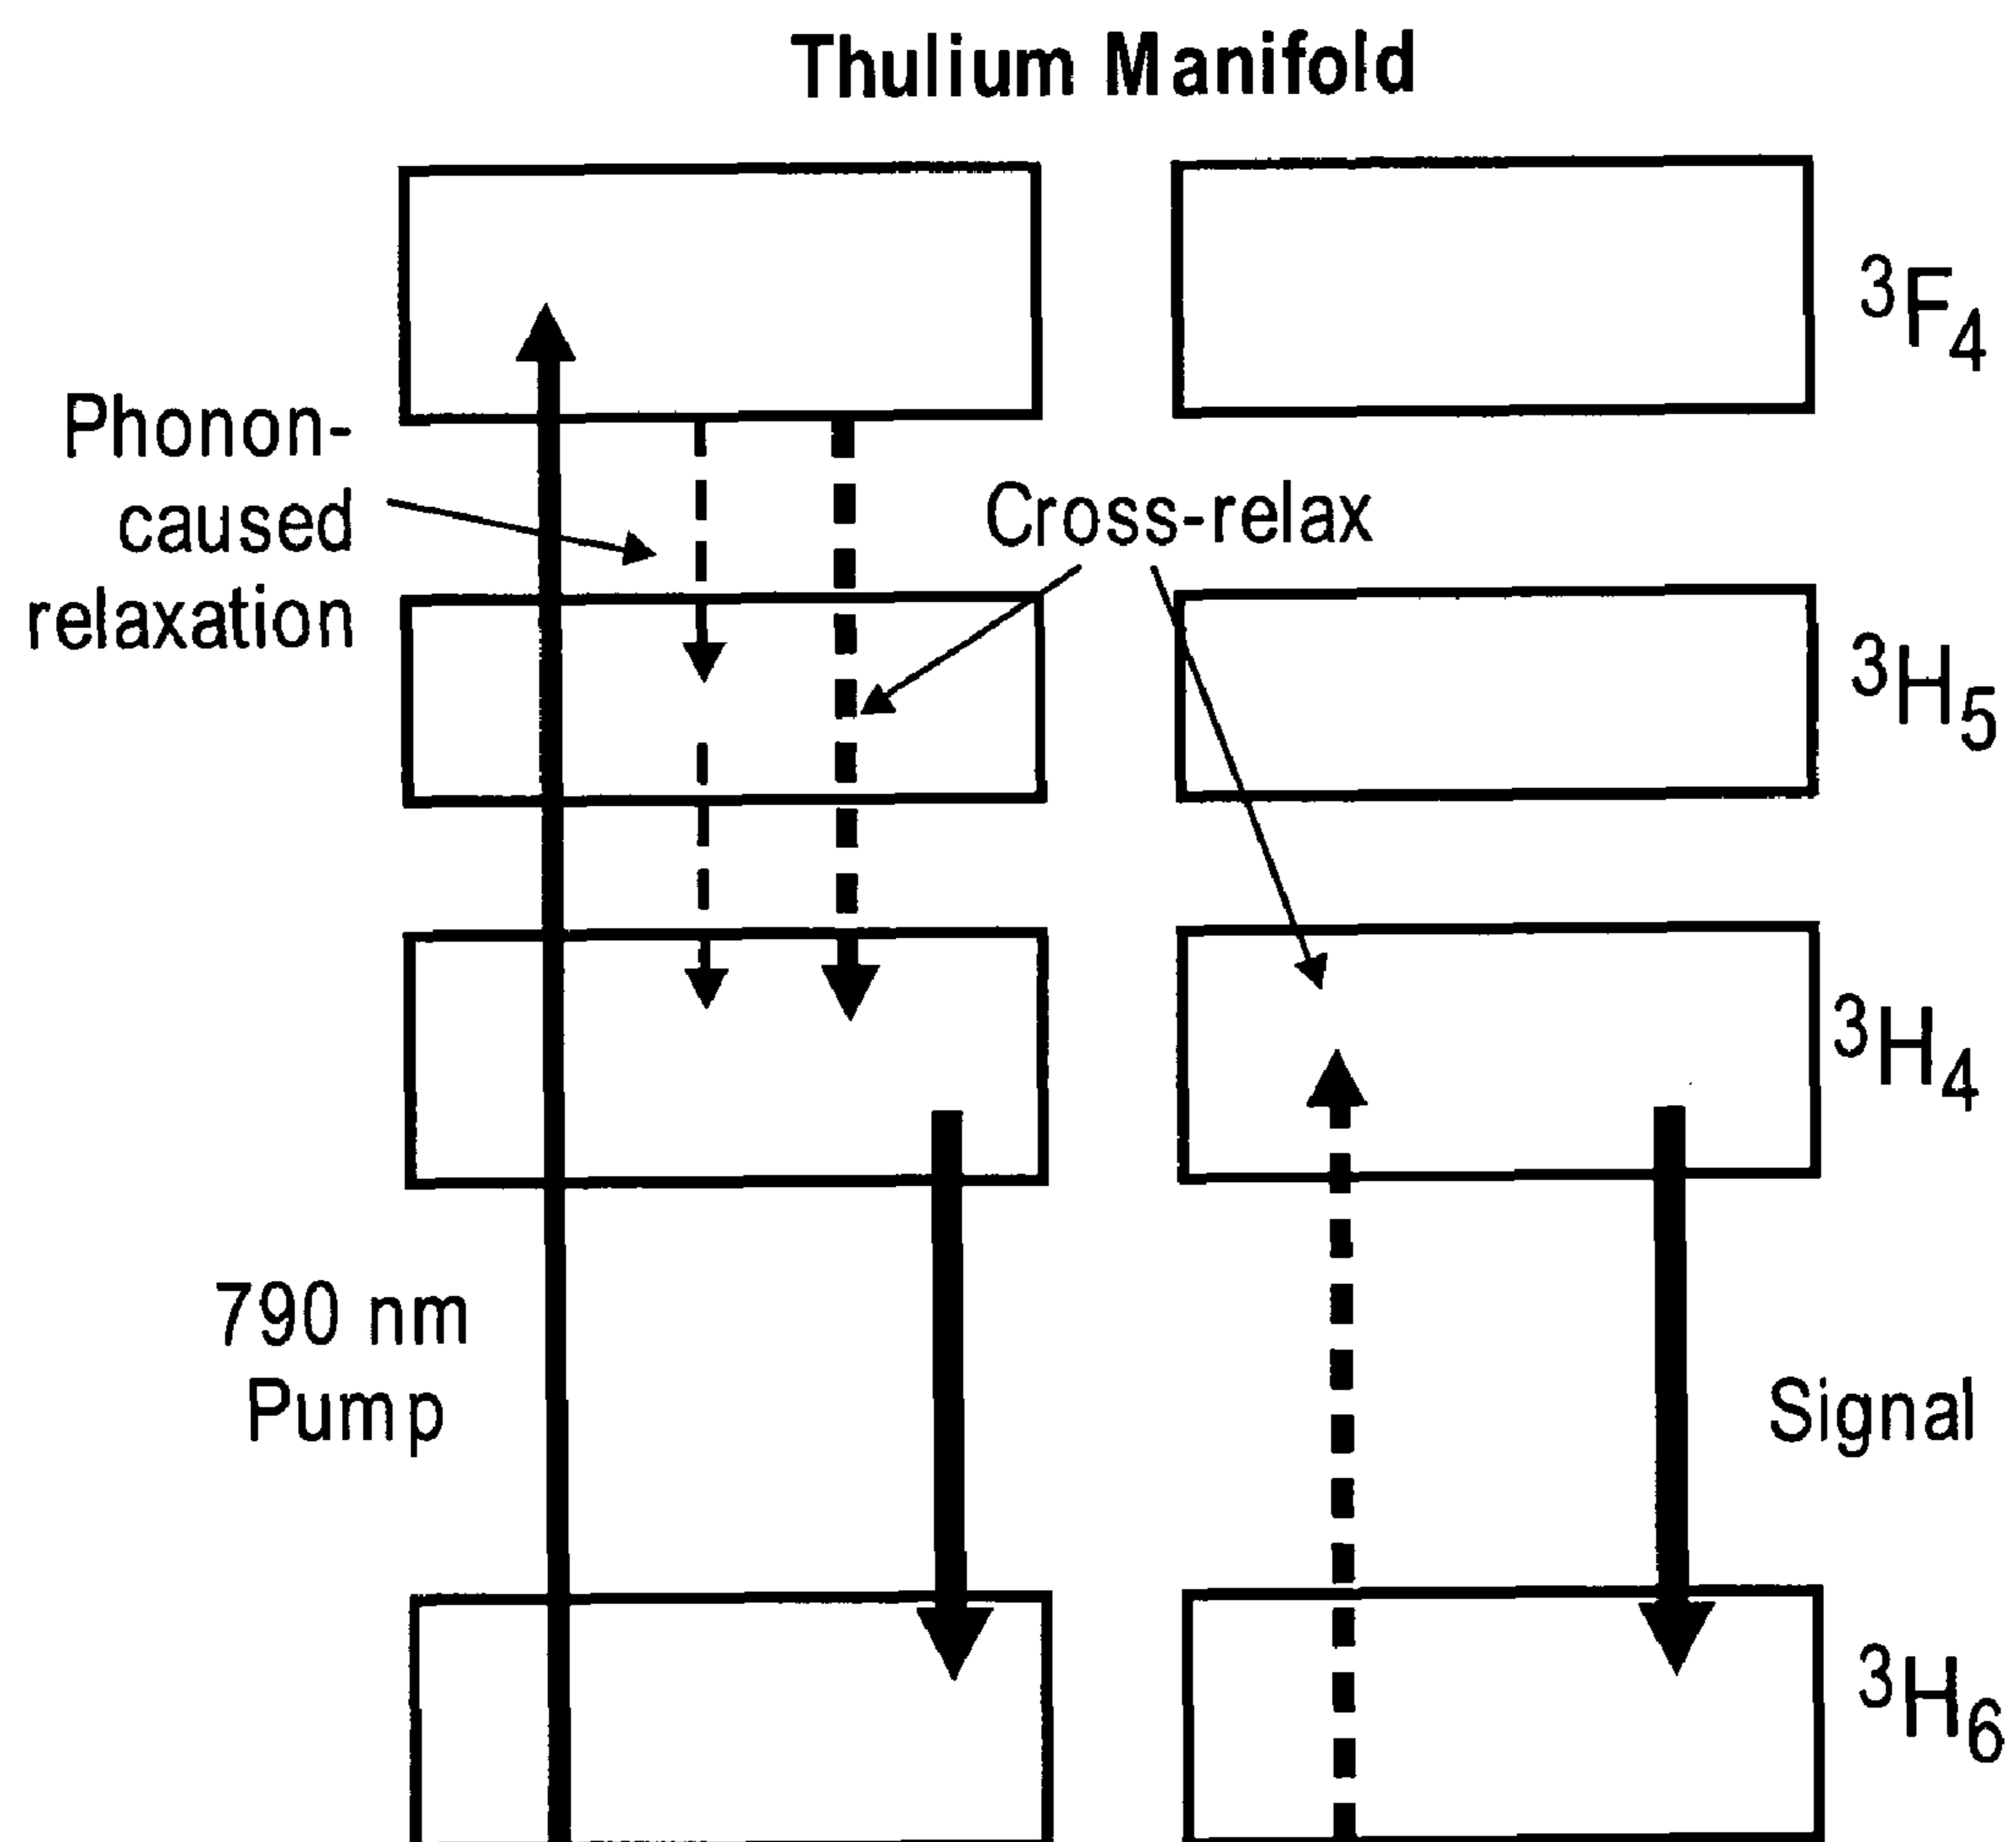 Thulium Manifold
³F₄
Phonon-
caused
relaxation
Cross-relax
³H₅
³H₄
790 nm
Pump
Signal
³H₆